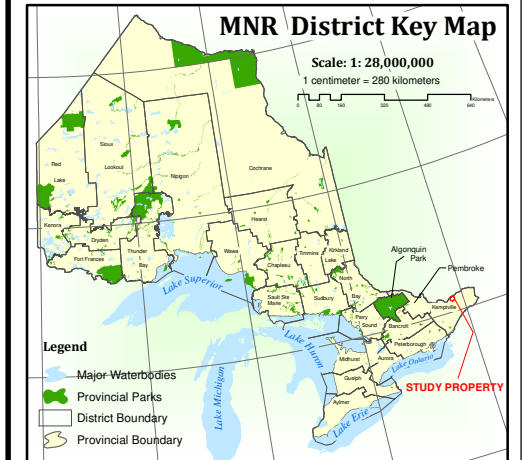 MNR District Key Map
Scale: 1: 28,000,000
1 centimeter = 280 kilometers
0 80 160 320 480 640
Kilometers
Sioux
Lookout
Red
Lake
Nipigon
Cochrane
Kenora
Dryden
Fort Frances
Thunder
Bay
Hearst
Wawa
Timmins
Kirkland
Lake
Chapleau
Algonquin
Park
Pembroke
North
Bay
Sault Ste
Marie
Sudbury
Parry
Sound
Bancroft
Kemptville
Peterborough
Lake Superior
Lake Huron
Lake Michigan
Midhurst
Aurora
Lake Ontario
Guelph
Aylmer
Lake Erie
STUDY PROPERTY
Legend
Major Waterbodies
Provincial Parks
District Boundary
Provincial Boundary